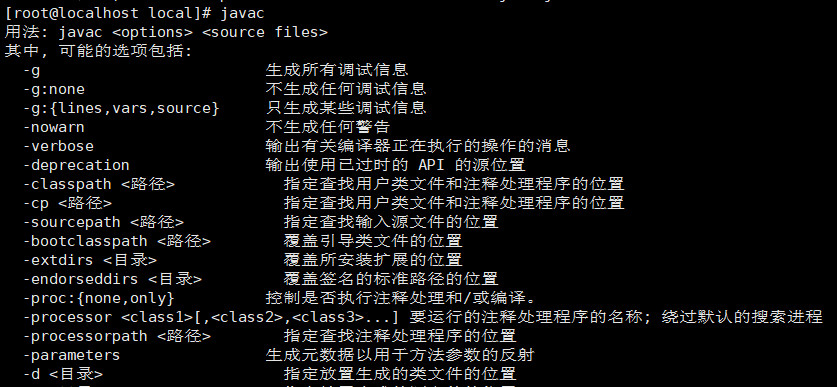 [root@localhost local]# javac
用法: javac <options> <source files>
其中, 可能的选项包括:
-g 生成所有调试信息
-g:none 不生成任何调试信息
-g:{lines,vars,source} 只生成某些调试信息
-nowarn 不生成任何警告
-verbose 输出有关编译器正在执行的操作的消息
-deprecation 输出使用已过时的 API 的源位置
-classpath <路径> 指定查找用户类文件和注释处理程序的位置
-cp <路径> 指定查找用户类文件和注释处理程序的位置
-sourcepath <路径> 指定查找输入源文件的位置
-bootclasspath <路径> 覆盖引导类文件的位置
-extdirs <目录> 覆盖所安装扩展的位置
-endorseddirs <目录> 覆盖签名的标准路径的位置
-proc:{none,only} 控制是否执行注释处理和/或编译。
-processor <class1>[,<class2>,<class3>...] 要运行的注释处理程序的名称; 绕过默认的搜索进程
-processorpath <路径> 指定查找注释处理程序的位置
-parameters 生成元数据以用于方法参数的反射
-d <目录> 指定放置生成的类文件的位置